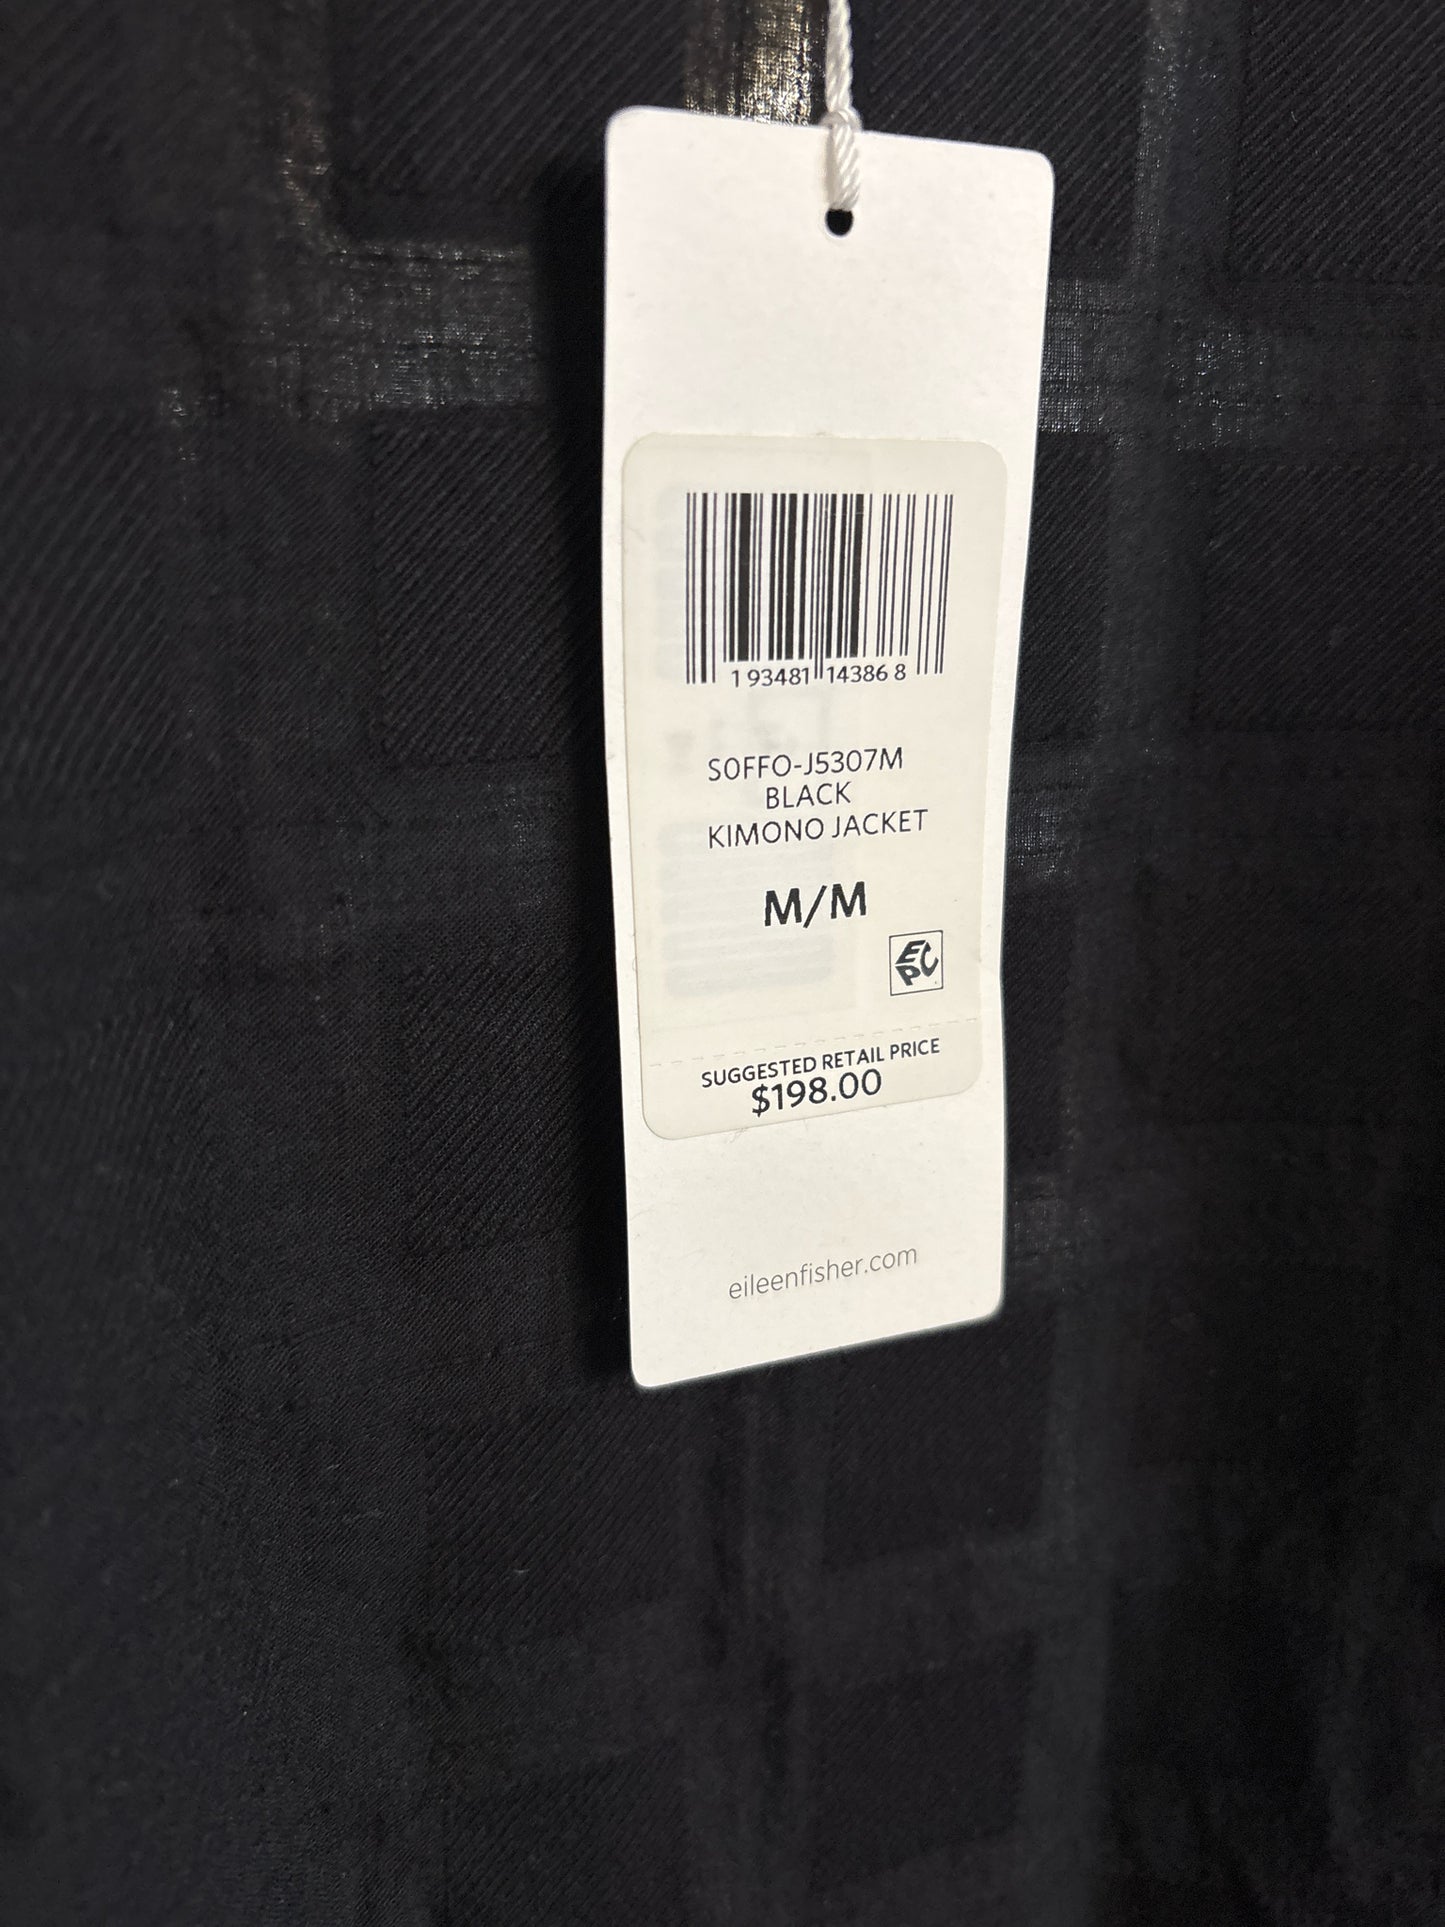 1 93481 14386 8
S0FFO-J5307M
BLACK
KIMONO JACKET
M/M
EPC
SUGGESTED RETAIL PRICE
$198.00
eileenfisher.com